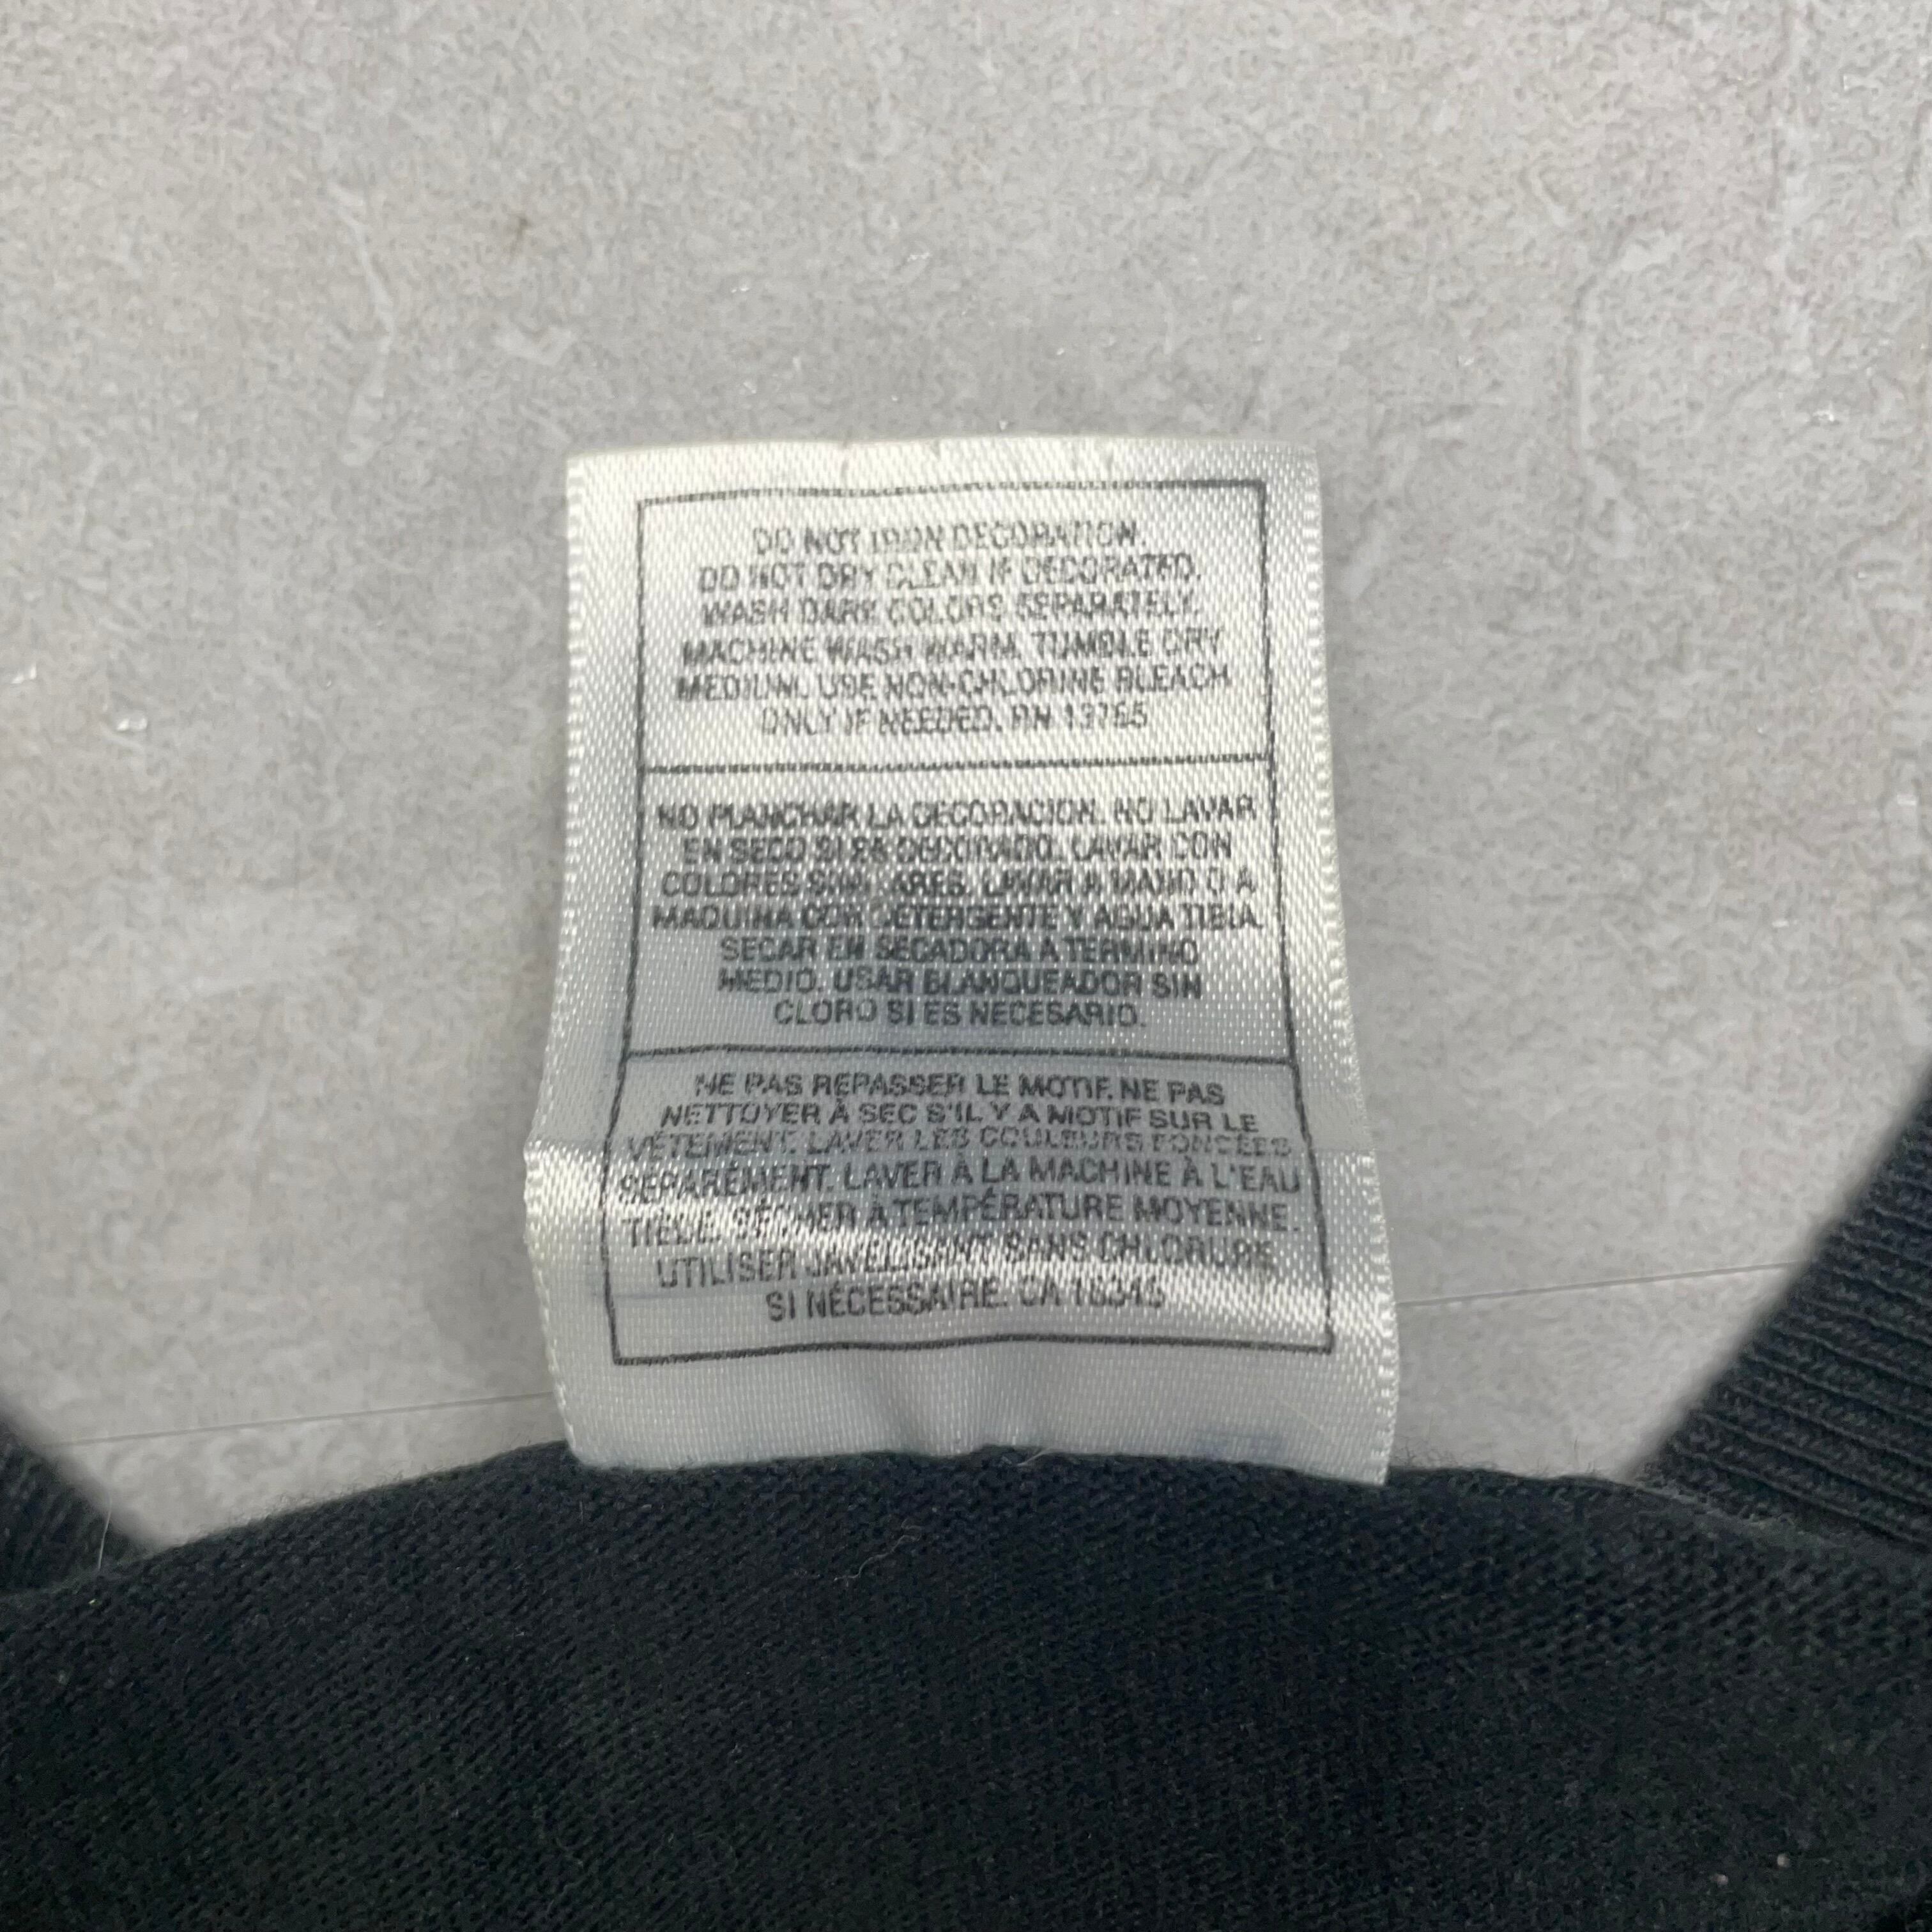 DO NOT IRON DECORATION.
DO NOT DRY CLEAN IF DECORATED.
WASH DARK COLORS SEPARATELY.
MACHINE WASH WARM. TUMBLE DRY
MEDIUM. USE NON-CHLORINE BLEACH
ONLY IF NEEDED. RN 13765
NO PLANCHAR LA DECORACION. NO LAVAR
EN SECO SI ES DECORADO. LAVAR CON
COLORES SIMILARES. LAVAR A MANO O A
MAQUINA CON DETERGENTE Y AGUA TIBIA.
SECAR EN SECADORA A TERMINO
MEDIO. USAR BLANQUEADOR SIN
CLORO SI ES NECESARIO.
NE PAS REPASSER LE MOTIF. NE PAS
NETTOYER À SEC S'IL Y A MOTIF SUR LE
VÊTEMENT. LAVER LES COULEURS FONCÉES
SÉPARÉMENT. LAVER À LA MACHINE À L'EAU
TIÈDE. SÉCHER À TEMPÉRATURE MOYENNE.
UTILISER JAVELISANT SANS CHLORURE
SI NÉCESSAIRE. CA